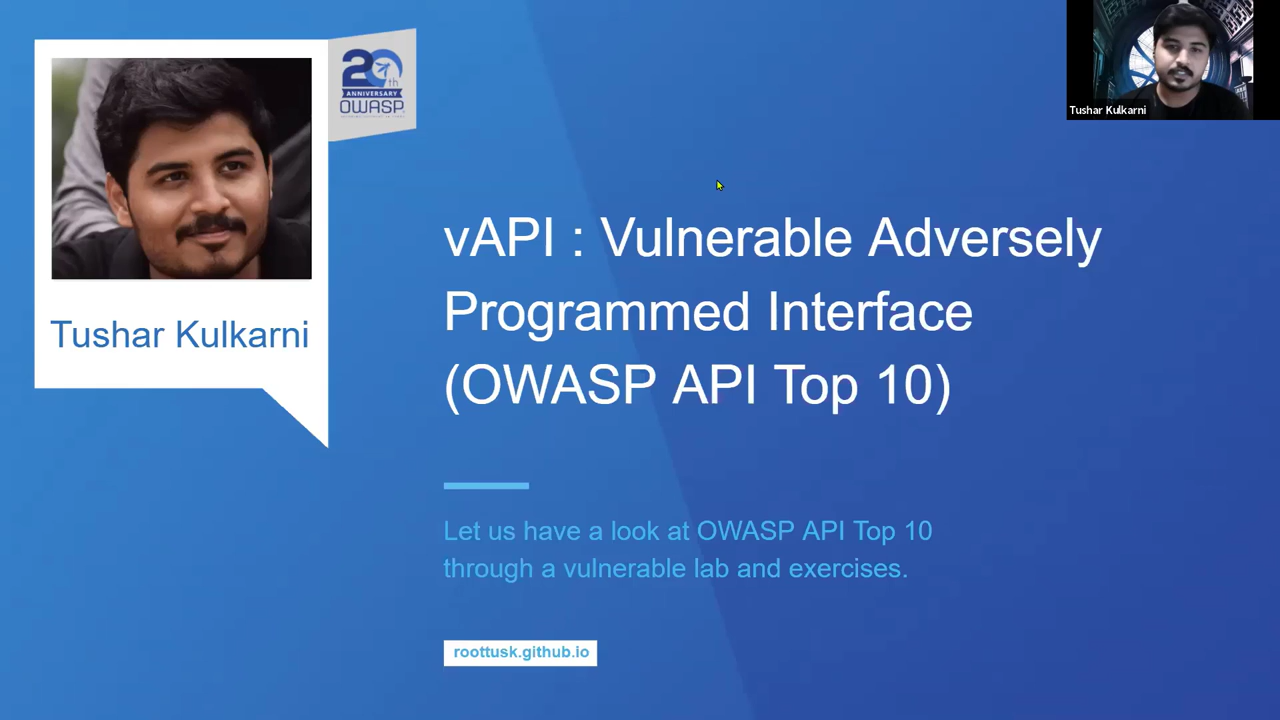 20th
ANNIVERSARY
OWASP
Tushar Kulkarni
Tushar Kulkarni
vAPI : Vulnerable Adversely
Programmed Interface
(OWASP API Top 10)
Let us have a look at OWASP API Top 10
through a vulnerable lab and exercises.
roottusk.github.io